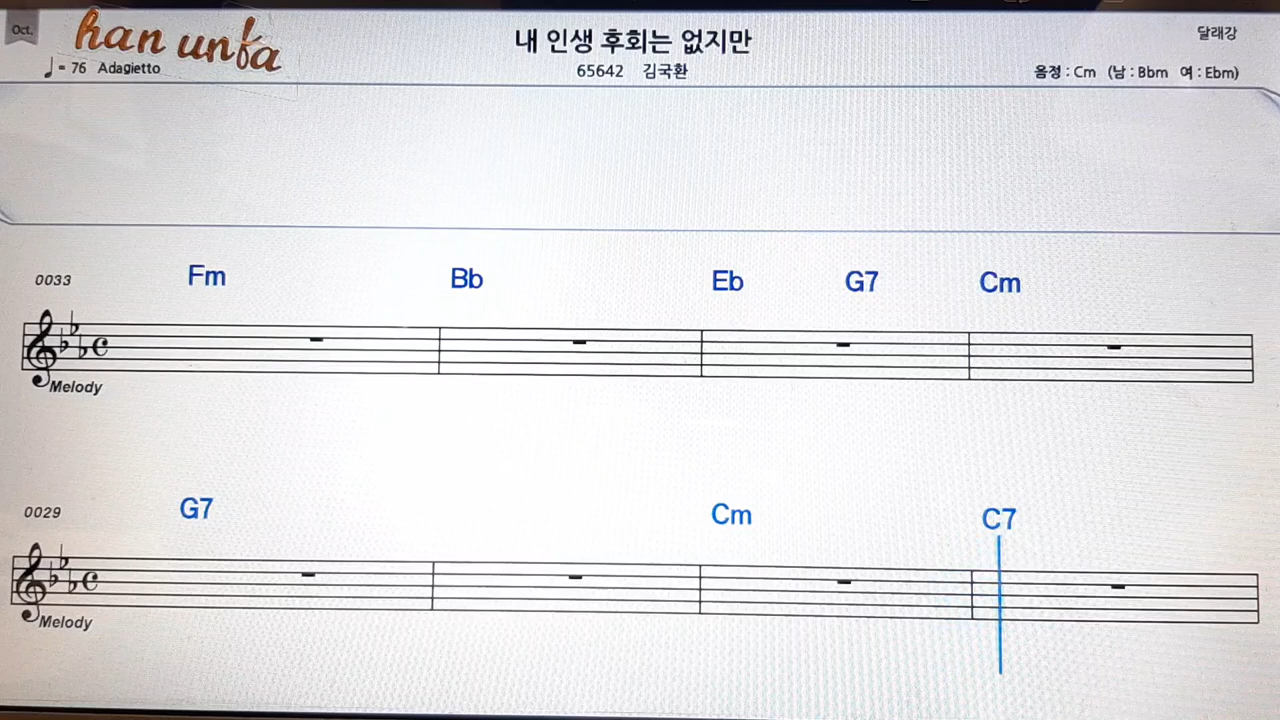 Oct.
han unfa
♩= 76 Adagietto
내 인생 후회는 없지만
65642 김국환
달래강
음정 : Cm (남 : Bbm 여 : Ebm)
0033
Fm Bb Eb G7 Cm
Melody
0029
G7 Cm C7
Melody